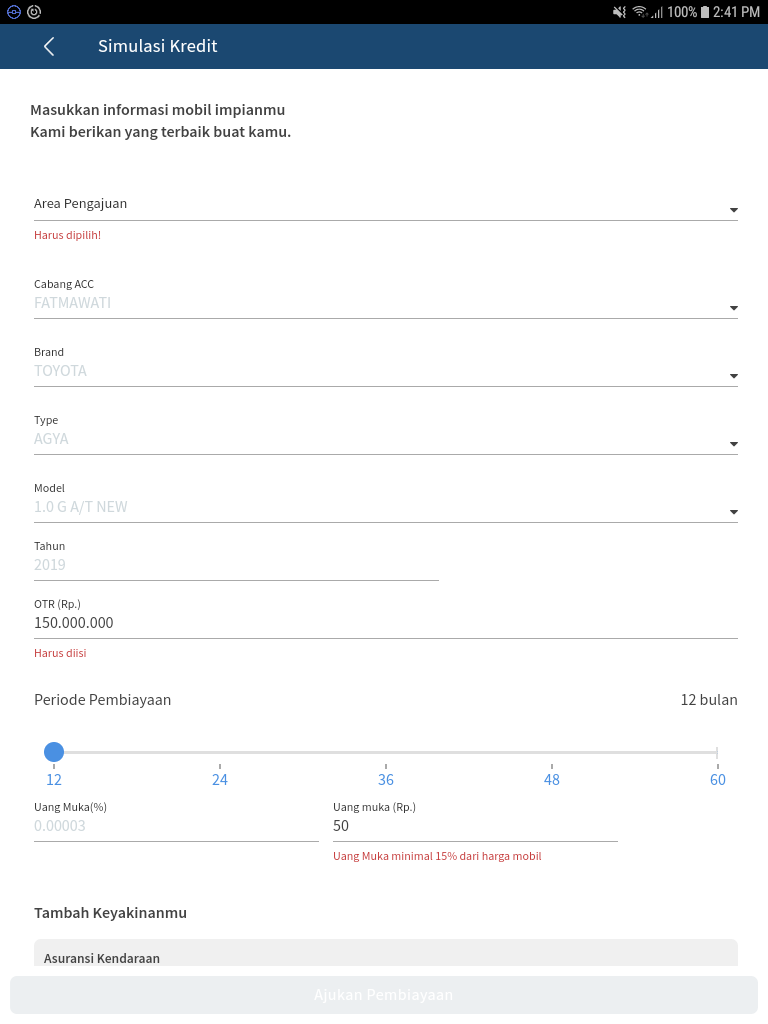 100% 2:41 PM
Simulasi Kredit
Masukkan informasi mobil impianmu
Kami berikan yang terbaik buat kamu.
Area Pengajuan
Harus dipilih!
Cabang ACC
FATMAWATI
Brand
TOYOTA
Type
AGYA
Model
1.0 G A/T NEW
Tahun
2019
OTR (Rp.)
150.000.000
Harus diisi
Periode Pembiayaan 12 bulan
12 24 36 48 60
Uang Muka(%) Uang muka (Rp.)
0.00003 50
Uang Muka minimal 15% dari harga mobil
Tambah Keyakinanmu
Asuransi Kendaraan
Ajukan Pembiayaan